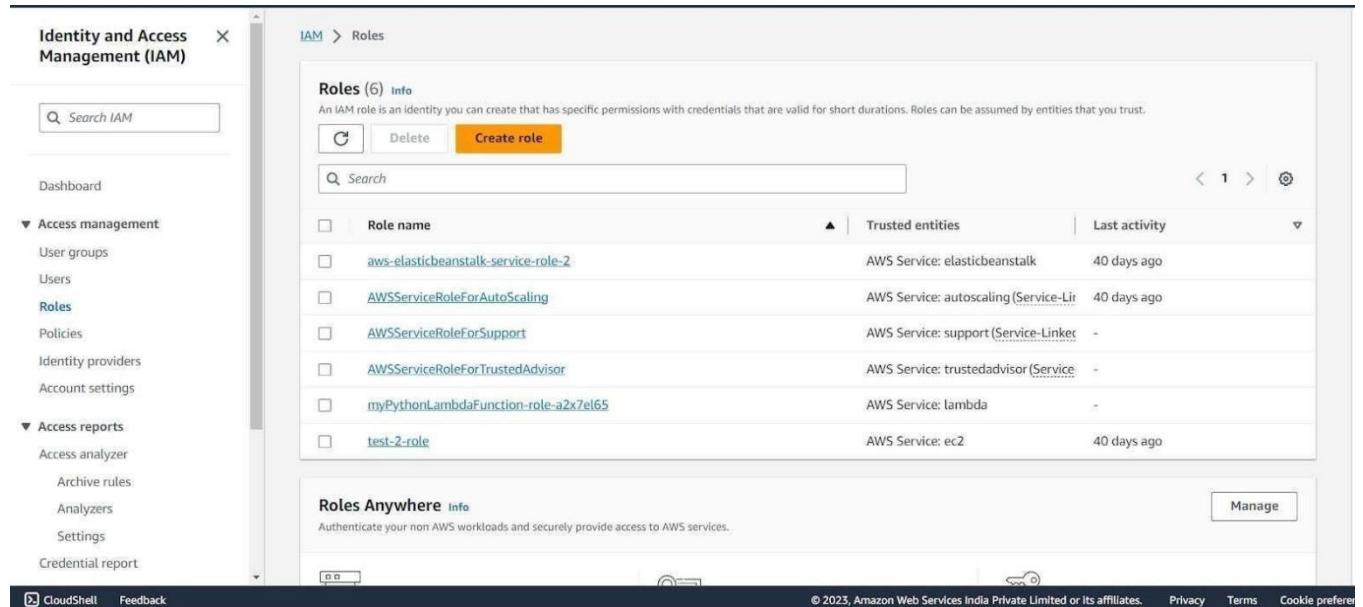 Identity and Access
Management (IAM)
Search IAM
Dashboard
Access management
User groups
Users
Roles
Policies
Identity providers
Account settings
Access reports
Access analyzer
Archive rules
Analyzers
Settings
Credential report
IAM > Roles
Roles (6) Info
An IAM role is an identity you can create that has specific permissions with credentials that are valid for short durations. Roles can be assumed by entities that you trust.
Delete Create role
Search
< 1 >
Role name Trusted entities Last activity
aws-elasticbeanstalk-service-role-2 AWS Service: elasticbeanstalk 40 days ago
AWSServiceRoleForAutoScaling AWS Service: autoscaling (Service-Lin 40 days ago
AWSServiceRoleForSupport AWS Service: support (Service-Linked -
AWSServiceRoleForTrustedAdvisor AWS Service: trustedadvisor (Service -
myPythonLambdaFunction-role-a2x7el65 AWS Service: lambda -
test-2-role AWS Service: ec2 40 days ago
Roles Anywhere Info
Authenticate your non AWS workloads and securely provide access to AWS services.
Manage
CloudShell Feedback © 2023, Amazon Web Services India Private Limited or its affiliates. Privacy Terms Cookie preferen